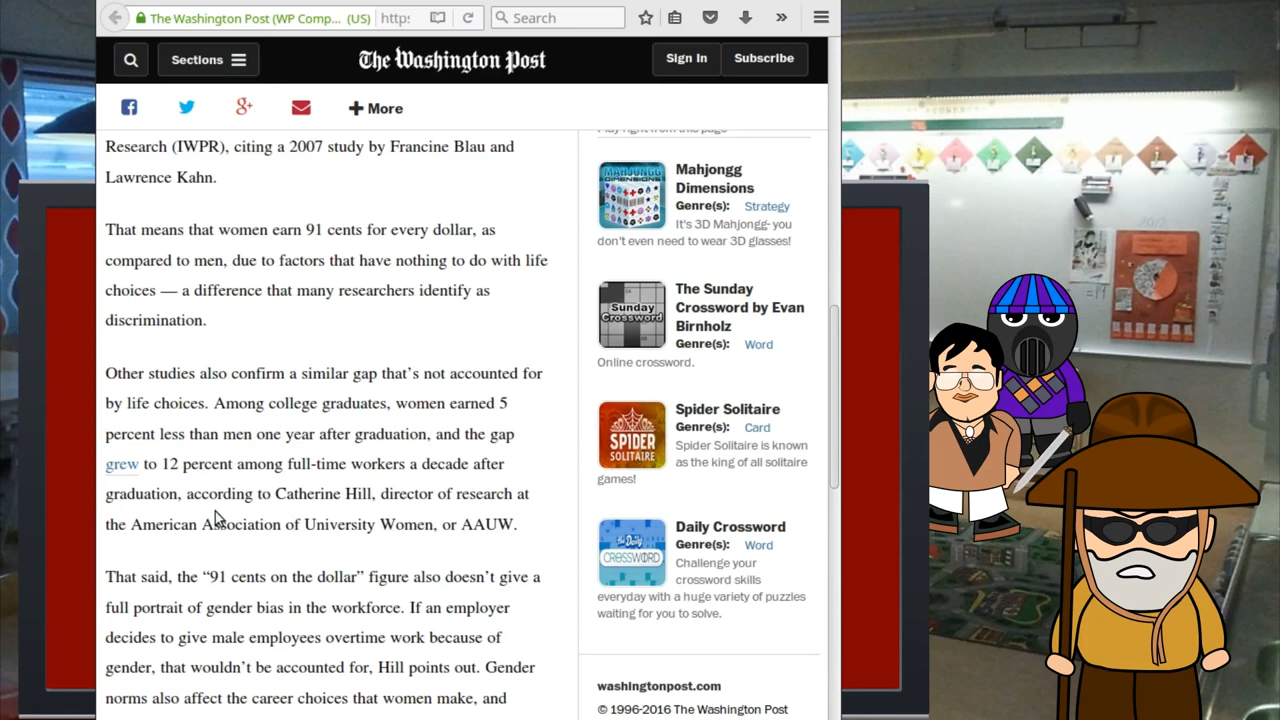 The Washington Post (WP Comp... (US)
https
Search
Sections
The Washington Post
Sign In
Subscribe
More
Research (IWPR), citing a 2007 study by Francine Blau and
Lawrence Kahn.
That means that women earn 91 cents for every dollar, as
compared to men, due to factors that have nothing to do with life
choices — a difference that many researchers identify as
discrimination.
Other studies also confirm a similar gap that’s not accounted for
by life choices. Among college graduates, women earned 5
percent less than men one year after graduation, and the gap
grew to 12 percent among full-time workers a decade after
graduation, according to Catherine Hill, director of research at
the American Association of University Women, or AAUW.
That said, the “91 cents on the dollar” figure also doesn’t give a
full portrait of gender bias in the workforce. If an employer
decides to give male employees overtime work because of
gender, that wouldn’t be accounted for, Hill points out. Gender
norms also affect the career choices that women make, and
Play right from this page
MAHJONGG
DIMENSIONS
Mahjongg
Dimensions
Genre(s): Strategy
It's 3D Mahjongg- you
don't even need to wear 3D glasses!
Sunday
Crossword
The Sunday
Crossword by Evan
Birnholz
Genre(s): Word
Online crossword.
SPIDER
SOLITAIRE
Spider Solitaire
Genre(s): Card
Spider Solitaire is known
as the king of all solitaire
games!
The Daily
CROSSWORD
Daily Crossword
Genre(s): Word
Challenge your
crossword skills
everyday with a huge variety of puzzles
waiting for you to solve.
washingtonpost.com
© 1996-2016 The Washington Post